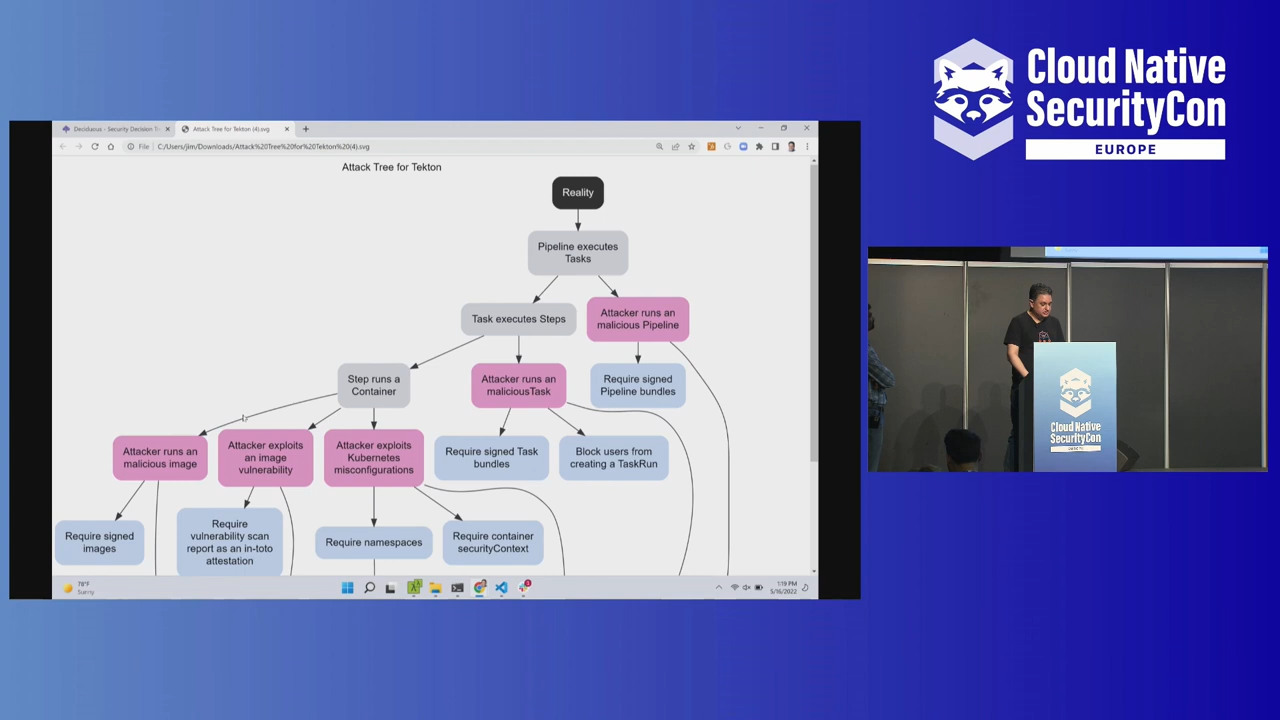 Deciduous - Security Decision Tr
Attack Tree for Tekton (4).svg
File
C:/Users/jim/Downloads/Attack%20Tree%20for%20Tekton%20(4).svg
Attack Tree for Tekton
Reality
Pipeline executes
Tasks
Task executes Steps
Attacker runs an
malicious Pipeline
Step runs a
Container
Attacker runs an
maliciousTask
Require signed
Pipeline bundles
Attacker runs an
malicious image
Attacker exploits
an image
vulnerability
Attacker exploits
Kubernetes
misconfigurations
Require signed Task
bundles
Block users from
creating a TaskRun
Require signed
images
Require
vulnerability scan
report as an in-toto
attestation
Require namespaces
Require container
securityContext
78°F
Sunny
1:19 PM
5/16/2022
Cloud Native
SecurityCon
EUROPE
Cloud Native
SecurityCon